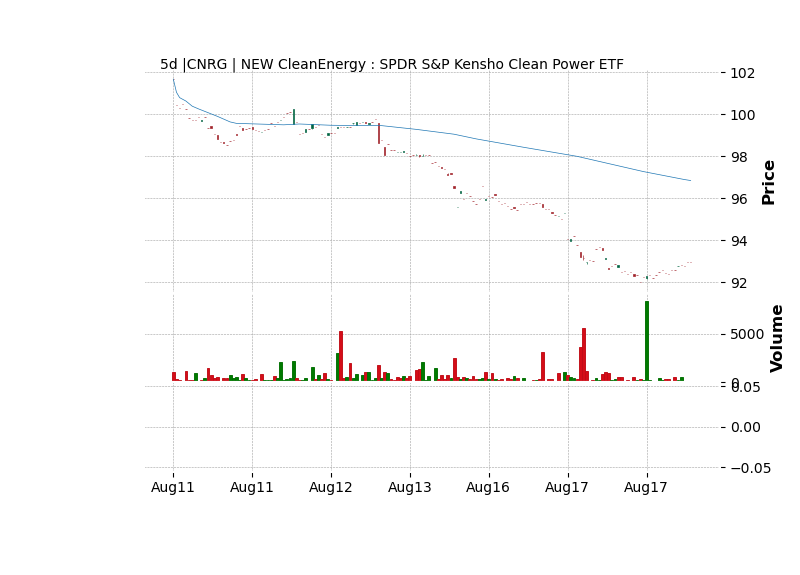 5d |CNRG | NEW CleanEnergy : SPDR S&P Kensho Clean Power ETF
102
100
98
96
94
92
Price
5000
0
Volume
0.05
0.00
−0.05
Aug11 Aug11 Aug12 Aug13 Aug16 Aug17 Aug17